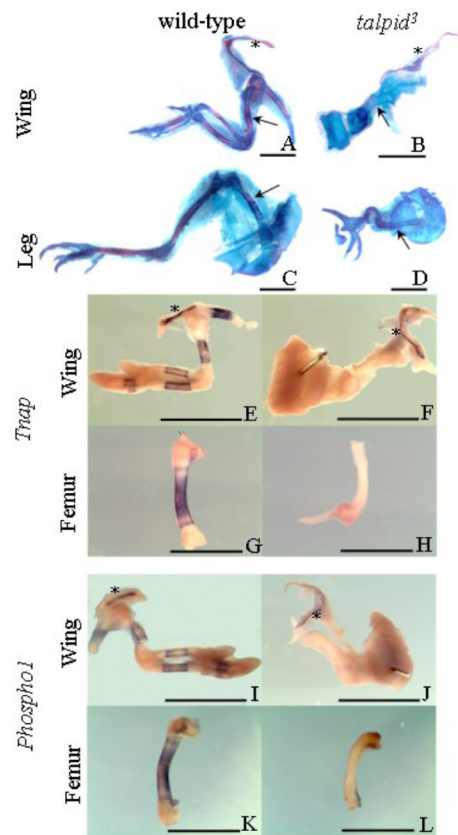 wild-type talpid³
* *
Wing A B
Leg C D
* *
Tnap Wing E F
Femur G H
* *
Phospho1 Wing I J
Femur K L